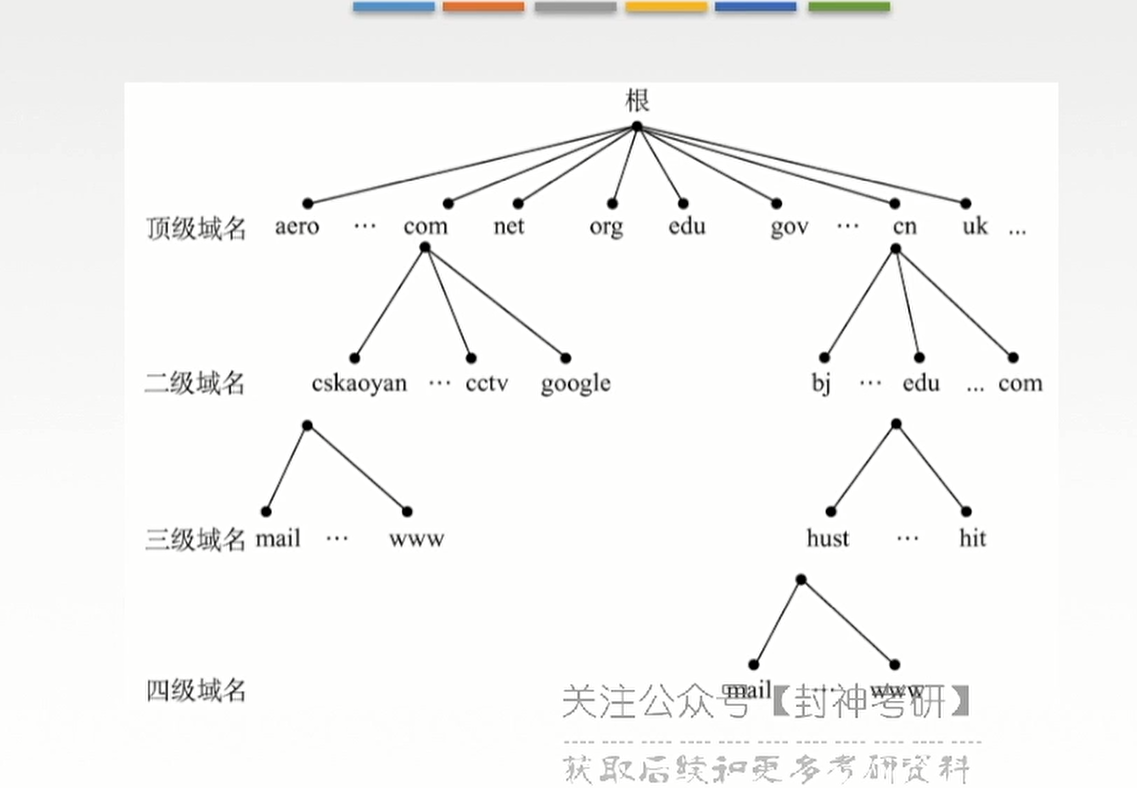 根
顶级域名 aero … com net org edu gov … cn uk ...
二级域名 cskaoyan … cctv google bj … edu ... com
三级域名 mail … www hust … hit
四级域名 mail … www
关注公众号【封神考研】
获取后续和更多考研资料